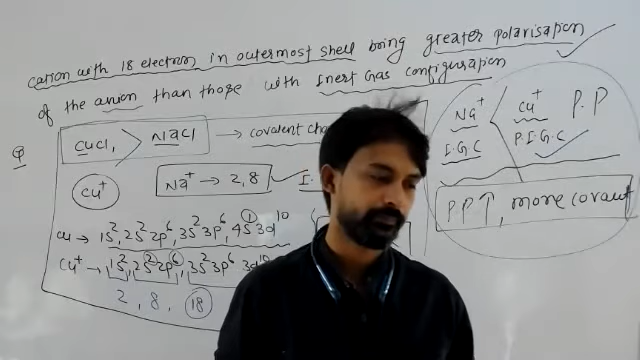 cation with 18 electron in outermost shell being greater polarisation
of the anion than those with Inert Gas configuration
Q CuCl, > NaCl → covalent cha
Cu⁺ Na⁺ → 2,8 I.
Cu → 1s², 2s² 2p⁶, 3s² 3p⁶, 4s¹ 3d¹⁰
Cu⁺ → 1s², 2s² 2p⁶, 3s² 3p⁶ 3d¹⁰
2, 8, 18
Na⁺ < Cu⁺ P.P
I.G.C P.I.G.C
P P ↑, more covant